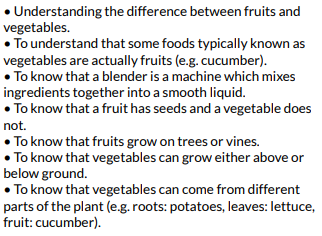 • Understanding the difference between fruits and
vegetables.
• To understand that some foods typically known as
vegetables are actually fruits (e.g. cucumber).
• To know that a blender is a machine which mixes
ingredients together into a smooth liquid.
• To know that a fruit has seeds and a vegetable does
not.
• To know that fruits grow on trees or vines.
• To know that vegetables can grow either above or
below ground.
• To know that vegetables can come from different
parts of the plant (e.g. roots: potatoes, leaves: lettuce,
fruit: cucumber).